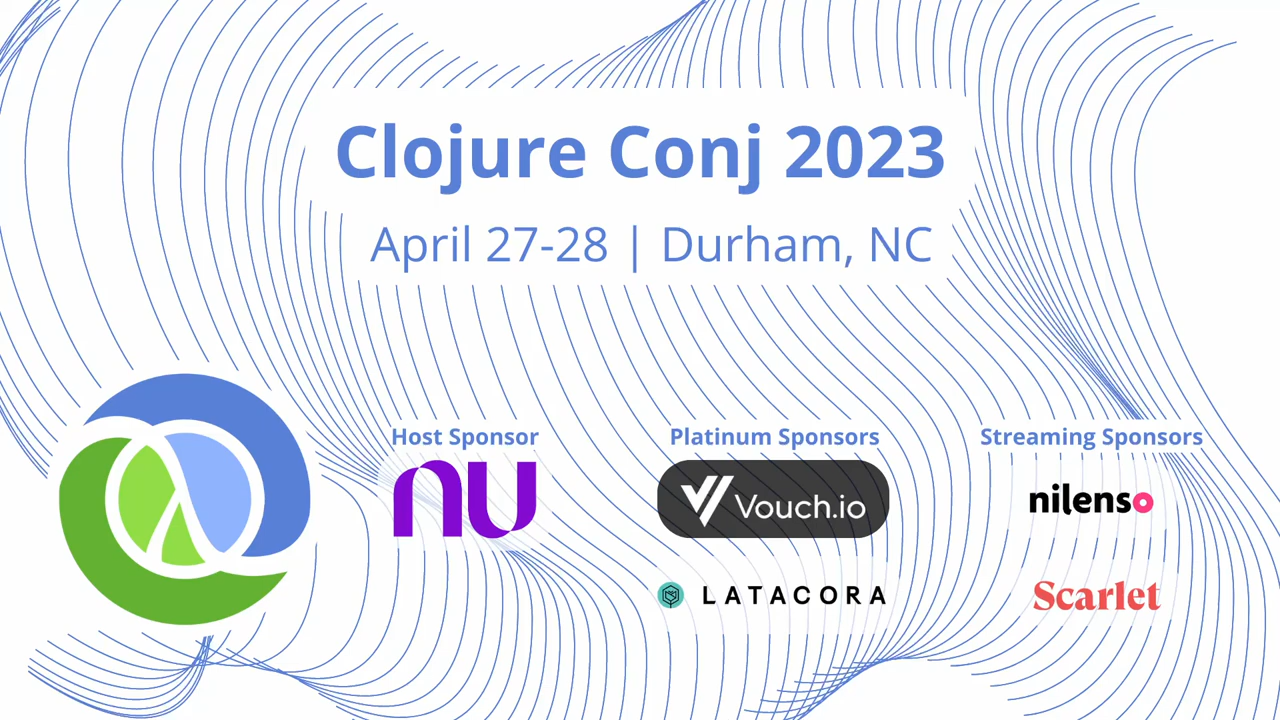 Clojure Conj 2023
April 27-28 | Durham, NC
Host Sponsor
nu
Platinum Sponsors
Vouch.io
LATACORA
Streaming Sponsors
nilenso
Scarlet